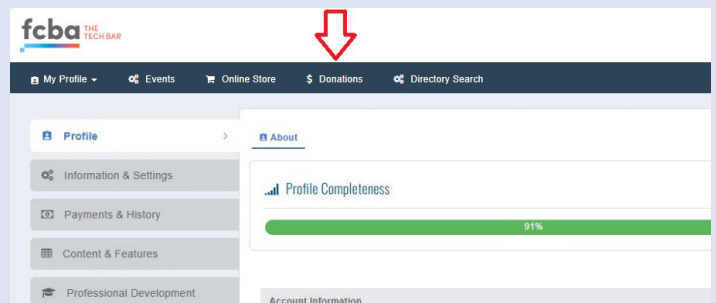 fcba THE
TECH BAR
My Profile Events Online Store $ Donations Directory Search
Profile
About
Information & Settings
Profile Completeness
Payments & History
91%
Content & Features
Professional Development
Account Information